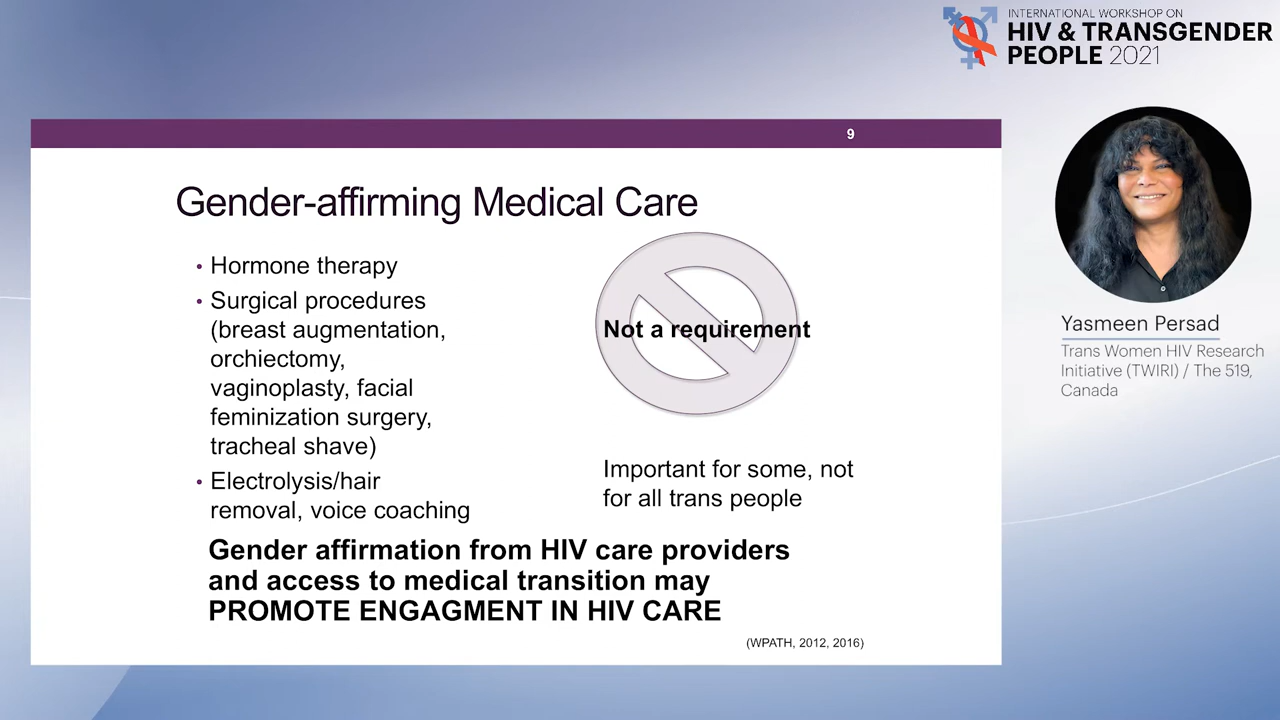 INTERNATIONAL WORKSHOP ON
HIV & TRANSGENDER
PEOPLE 2021
9
Gender-affirming Medical Care
• Hormone therapy
• Surgical procedures
(breast augmentation,
orchiectomy,
vaginoplasty, facial
feminization surgery,
tracheal shave)
• Electrolysis/hair
removal, voice coaching
Not a requirement
Important for some, not
for all trans people
Gender affirmation from HIV care providers
and access to medical transition may
PROMOTE ENGAGMENT IN HIV CARE
(WPATH, 2012, 2016)
Yasmeen Persad
Trans Women HIV Research
Initiative (TWIRI) / The 519,
Canada